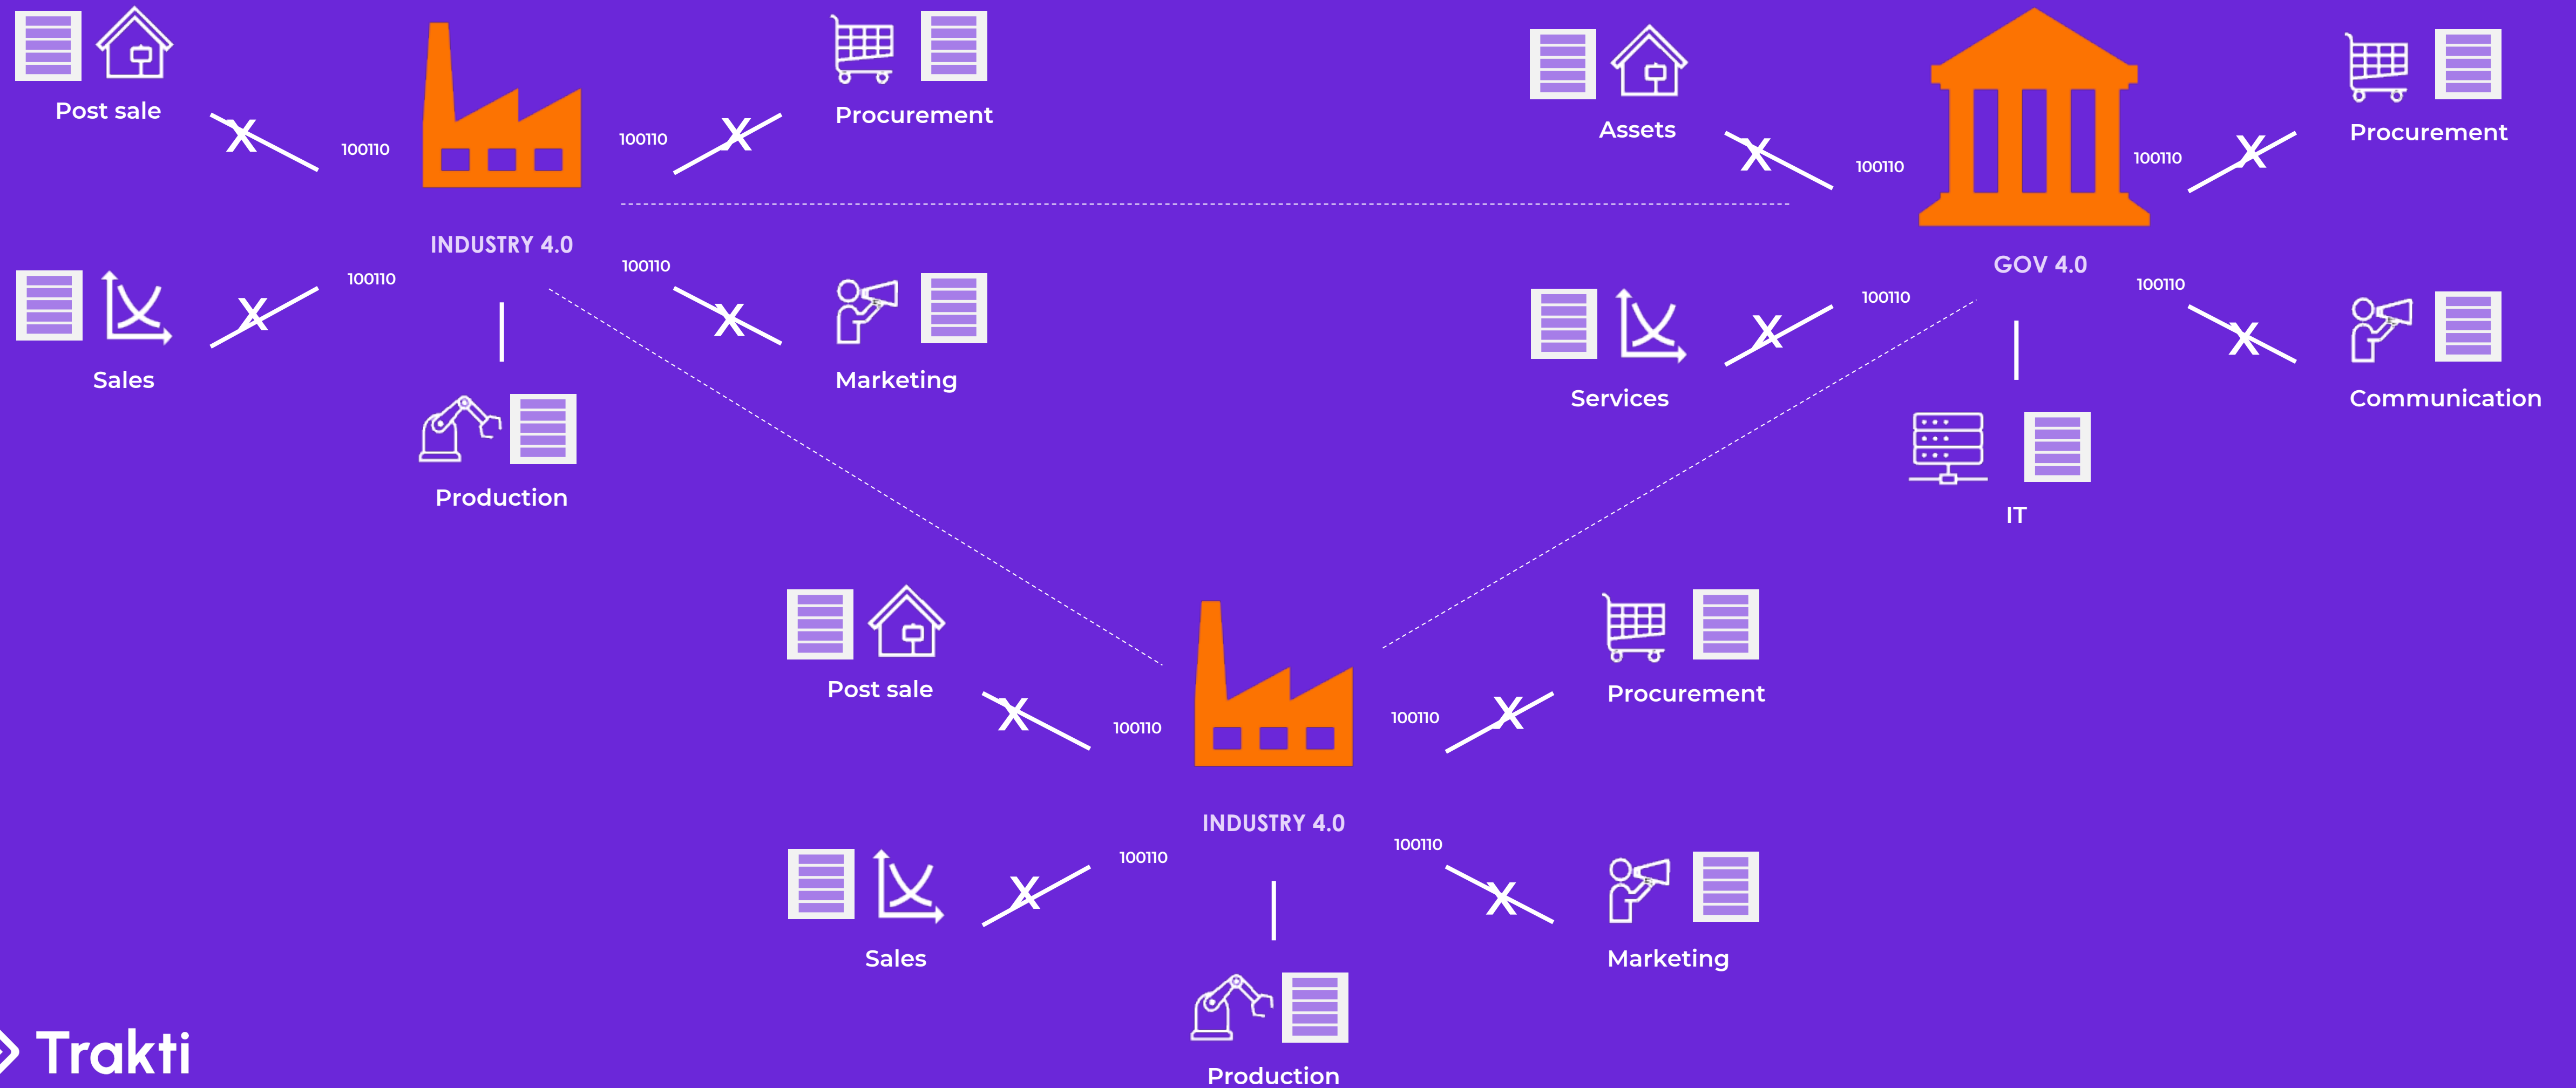 Post sale
100110
100110
Procurement
INDUSTRY 4.0
Sales
100110
100110
Marketing
Production
Assets
100110
100110
Procurement
GOV 4.0
Services
100110
100110
Communication
IT
Post sale
100110
100110
Procurement
INDUSTRY 4.0
Sales
100110
100110
Marketing
Production
Trakti